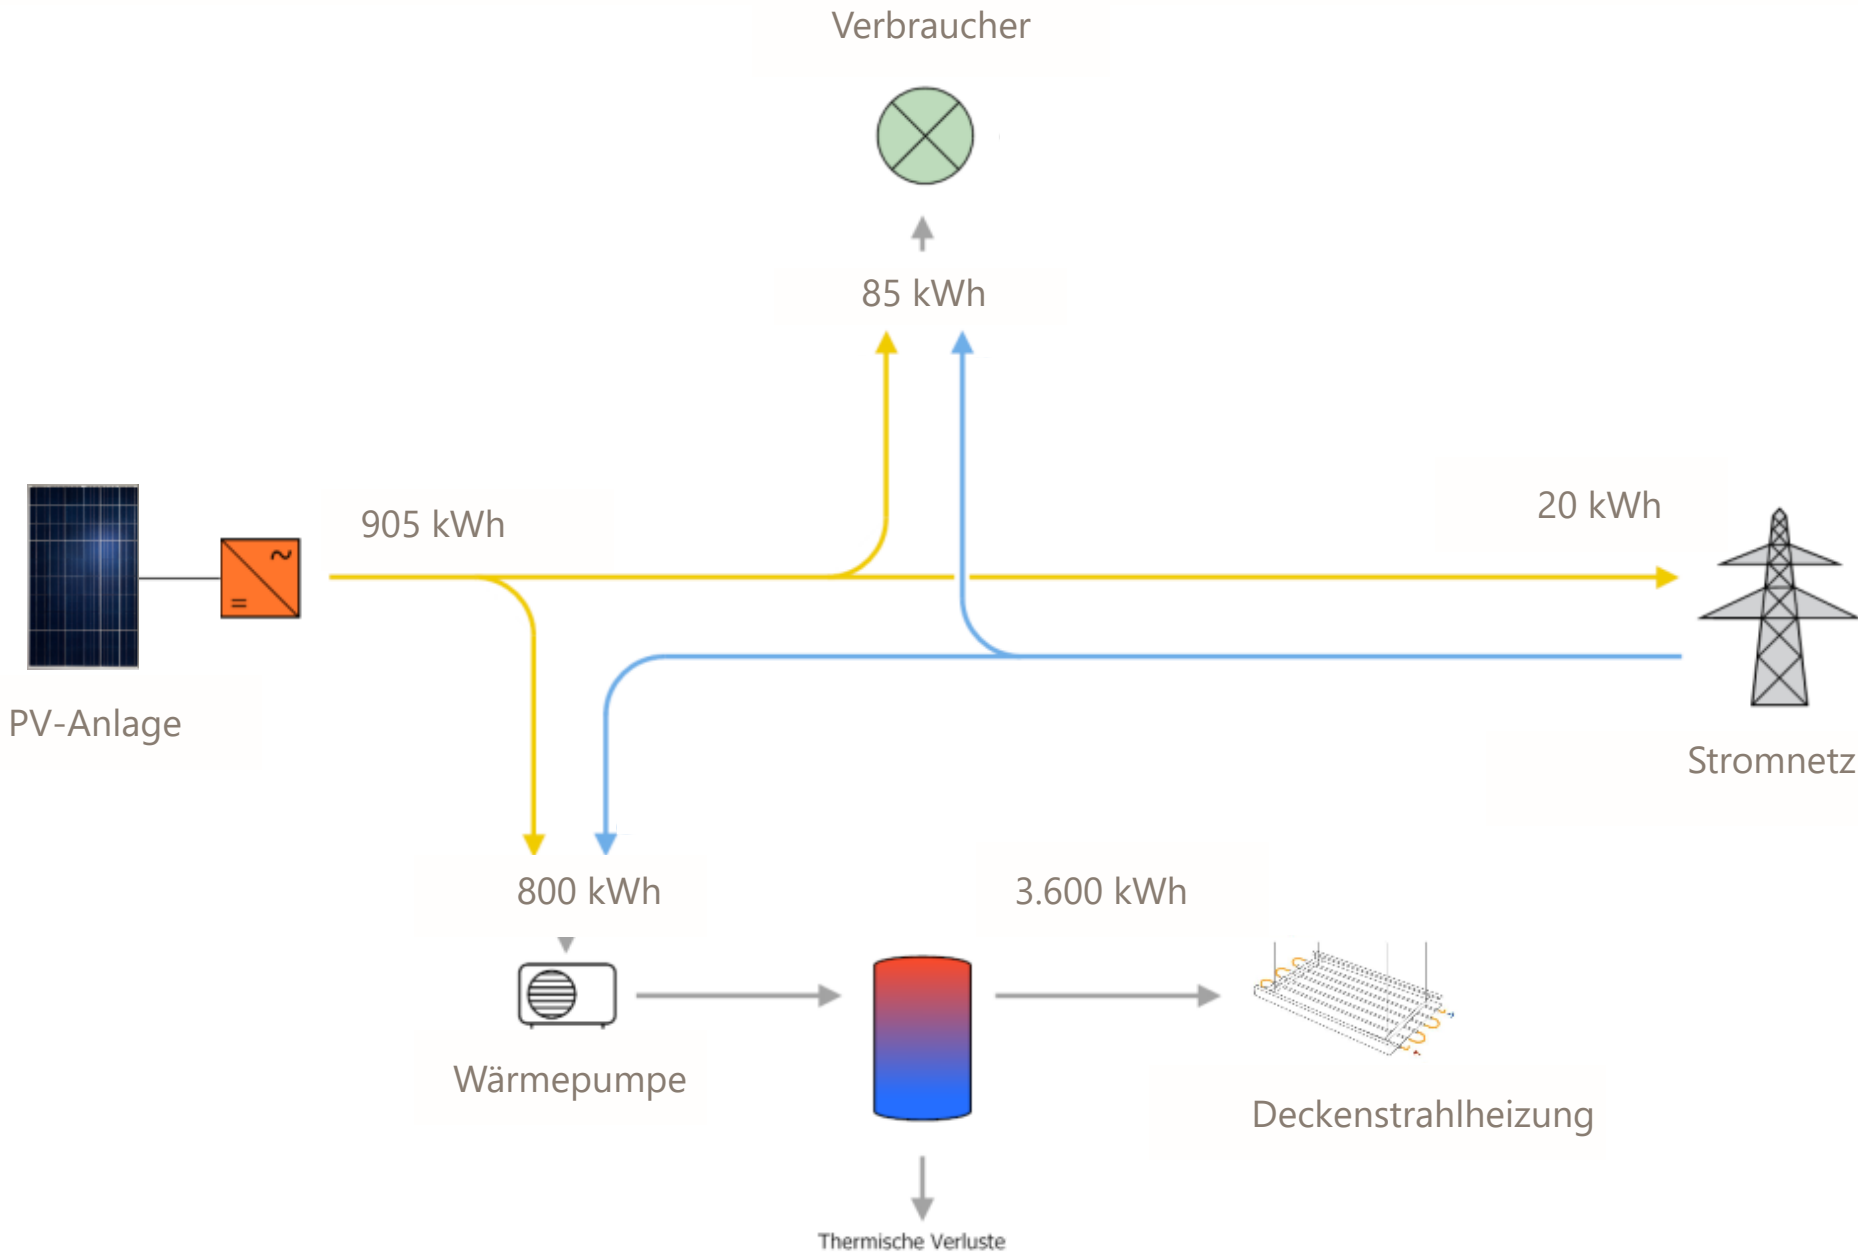 Verbraucher
85 kWh
905 kWh
20 kWh
PV-Anlage
Stromnetz
800 kWh
3.600 kWh
Wärmepumpe
Deckenstrahlheizung
Thermische Verluste